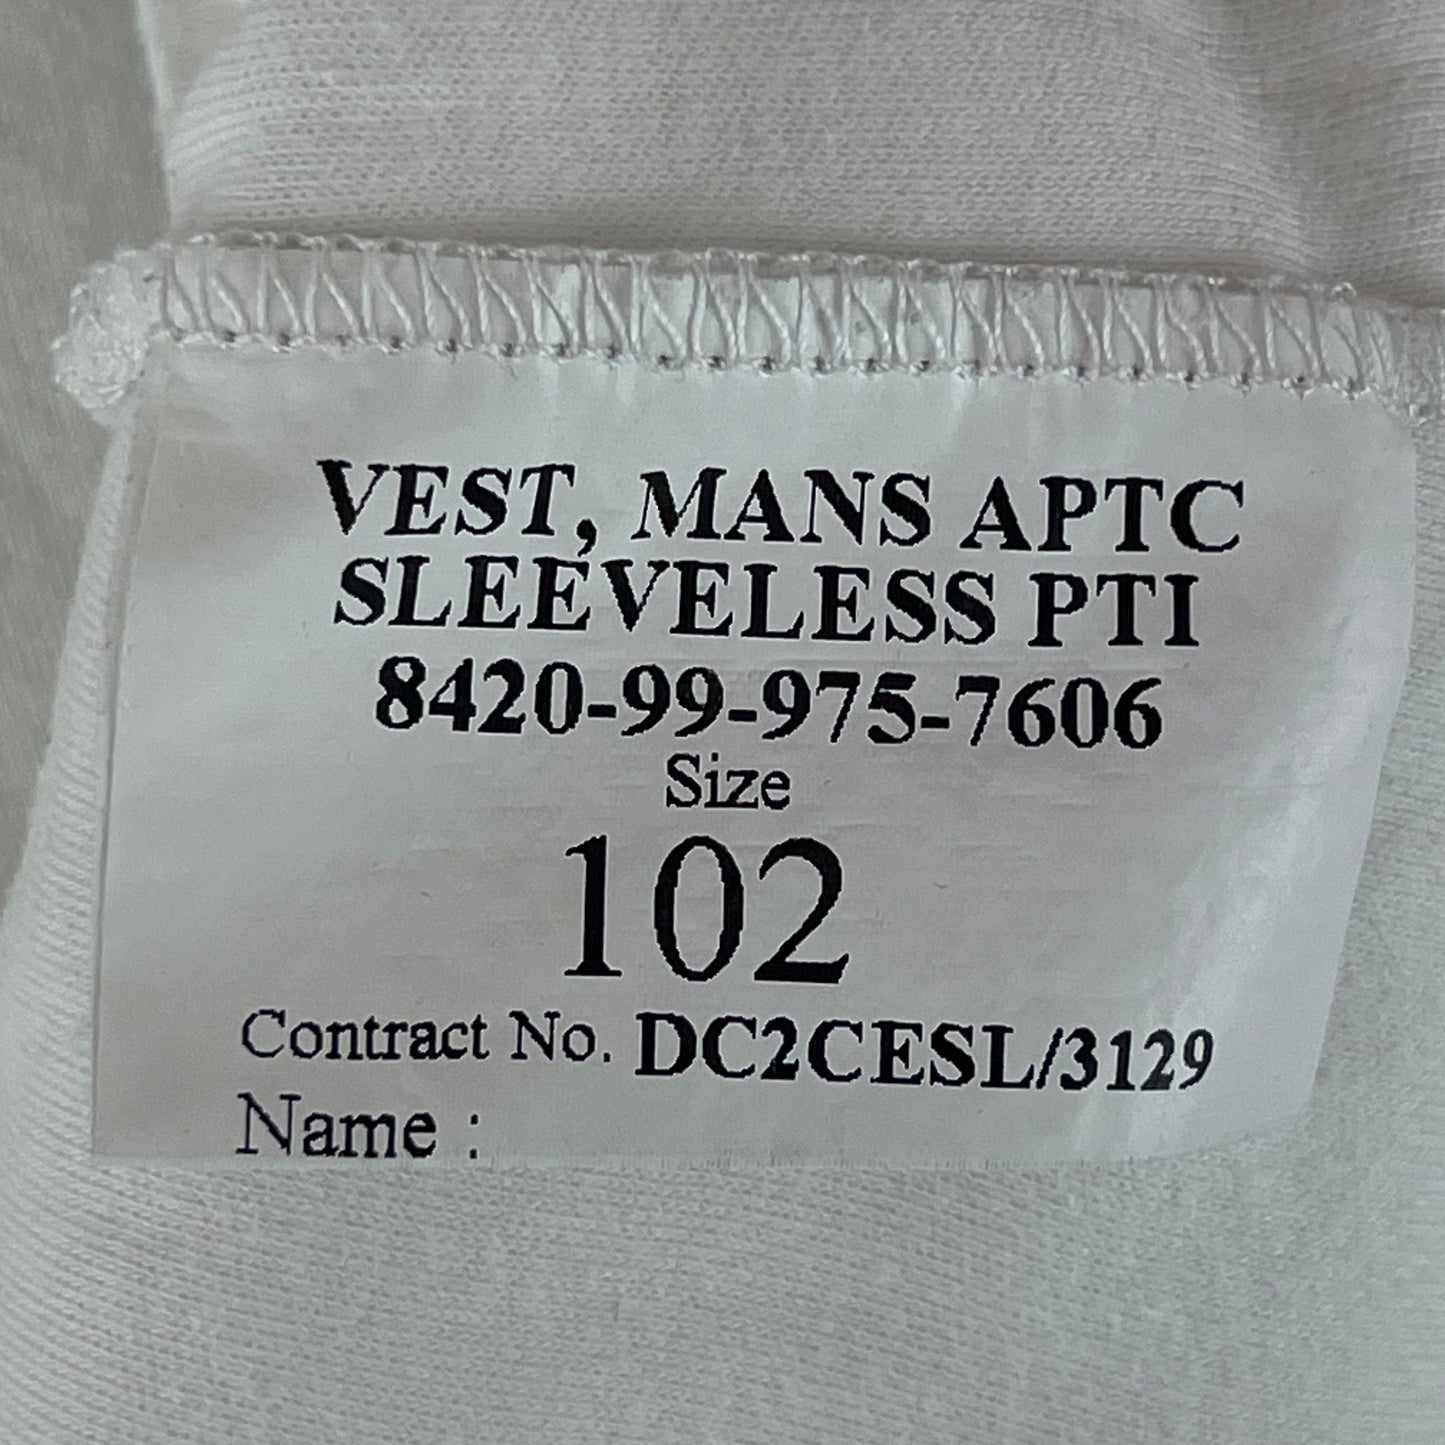 VEST, MANS APTC
SLEEVELESS PTI
8420-99-975-7606
Size
102
Contract No. DC2CESL/3129
Name :